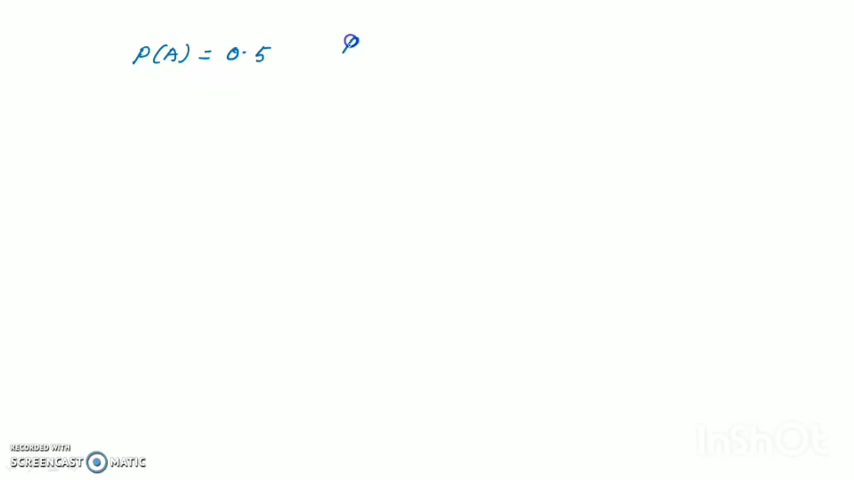 P(A) = 0.5 P
RECORDED WITH
SCREENCAST MATIC
InShOt